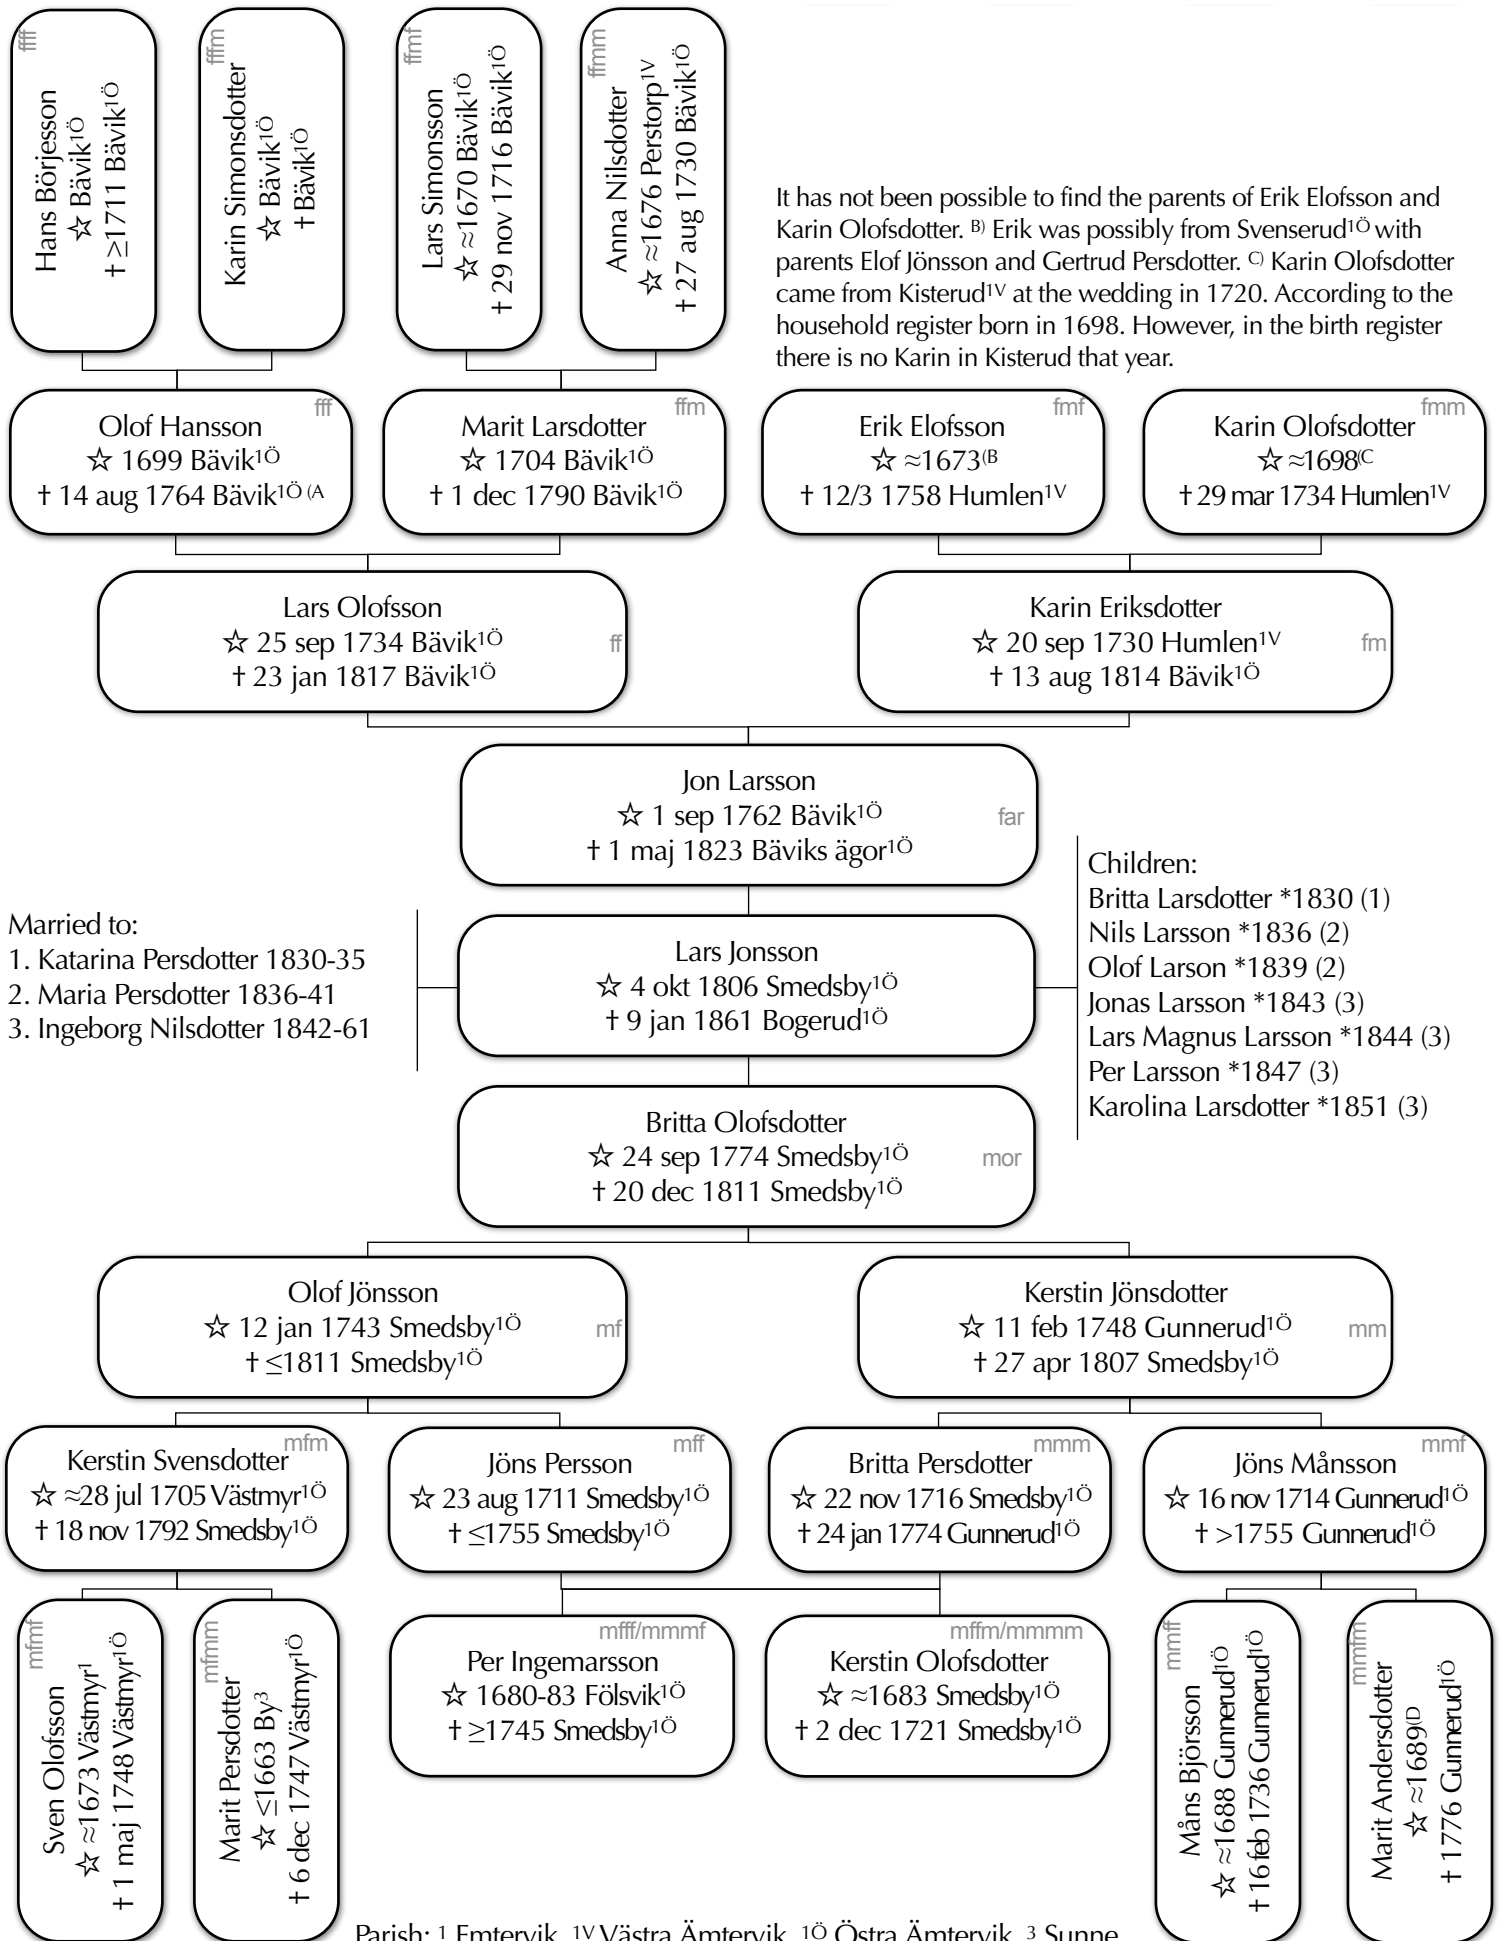 ffff
Hans Börjesson
☆ Bävik¹Ö
† ≥1711 Bävik¹Ö
fffm
Karin Simonsdotter
☆ Bävik¹Ö
† Bävik¹Ö
ffmf
Lars Simonsson
☆ ≈1670 Bävik¹Ö
† 29 nov 1716 Bävik¹Ö
ffmm
Anna Nilsdotter
☆ ≈1676 Perstorp¹V
† 27 aug 1730 Bävik¹Ö
It has not been possible to find the parents of Erik Elofsson and
Karin Olofsdotter. B) Erik was possibly from Svenserud¹Ö with
parents Elof Jönsson and Gertrud Persdotter. C) Karin Olofsdotter
came from Kisterud¹V at the wedding in 1720. According to the
household register born in 1698. However, in the birth register
there is no Karin in Kisterud that year.
fff
Olof Hansson
☆ 1699 Bävik¹Ö
† 14 aug 1764 Bävik¹Ö (A
ffm
Marit Larsdotter
☆ 1704 Bävik¹Ö
† 1 dec 1790 Bävik¹Ö
fmf
Erik Elofsson
☆ ≈1673(B
† 12/3 1758 Humlen¹V
fmm
Karin Olofsdotter
☆ ≈1698(C
† 29 mar 1734 Humlen¹V
Lars Olofsson
☆ 25 sep 1734 Bävik¹Ö
ff
† 23 jan 1817 Bävik¹Ö
Karin Eriksdotter
☆ 20 sep 1730 Humlen¹V
fm
† 13 aug 1814 Bävik¹Ö
Jon Larsson
☆ 1 sep 1762 Bävik¹Ö
far
† 1 maj 1823 Bäviks ägor¹Ö
Married to:
1. Katarina Persdotter 1830-35
2. Maria Persdotter 1836-41
3. Ingeborg Nilsdotter 1842-61
Lars Jonsson
☆ 4 okt 1806 Smedsby¹Ö
† 9 jan 1861 Bogerud¹Ö
Children:
Britta Larsdotter *1830 (1)
Nils Larsson *1836 (2)
Olof Larson *1839 (2)
Jonas Larsson *1843 (3)
Lars Magnus Larsson *1844 (3)
Per Larsson *1847 (3)
Karolina Larsdotter *1851 (3)
Britta Olofsdotter
☆ 24 sep 1774 Smedsby¹Ö
mor
† 20 dec 1811 Smedsby¹Ö
Olof Jönsson
☆ 12 jan 1743 Smedsby¹Ö
mf
† ≤1811 Smedsby¹Ö
Kerstin Jönsdotter
☆ 11 feb 1748 Gunnerud¹Ö
mm
† 27 apr 1807 Smedsby¹Ö
mfm
Kerstin Svensdotter
☆ ≈28 jul 1705 Västmyr¹Ö
† 18 nov 1792 Smedsby¹Ö
mff
Jöns Persson
☆ 23 aug 1711 Smedsby¹Ö
† ≤1755 Smedsby¹Ö
mmm
Britta Persdotter
☆ 22 nov 1716 Smedsby¹Ö
† 24 jan 1774 Gunnerud¹Ö
mmf
Jöns Månsson
☆ 16 nov 1714 Gunnerud¹Ö
† >1755 Gunnerud¹Ö
mfmf
Sven Olofsson
☆ ≈1673 Västmyr¹
† 1 maj 1748 Västmyr¹Ö
mfmm
Marit Persdotter
☆ ≤1663 By³
† 6 dec 1747 Västmyr¹Ö
mfff/mmmf
Per Ingemarsson
☆ 1680-83 Fölsvik¹Ö
† ≥1745 Smedsby¹Ö
mffm/mmmm
Kerstin Olofsdotter
☆ ≈1683 Smedsby¹Ö
† 2 dec 1721 Smedsby¹Ö
mmff
Måns Björsson
☆ ≈1688 Gunnerud¹Ö
† 16 feb 1736 Gunnerud¹Ö
mmfm
Marit Andersdotter
☆ ≈1689(D
† 1776 Gunnerud¹Ö
Parish: ¹ Emtervik, ¹V Västra Ämtervik, ¹Ö Östra Ämtervik, ³ Sunne